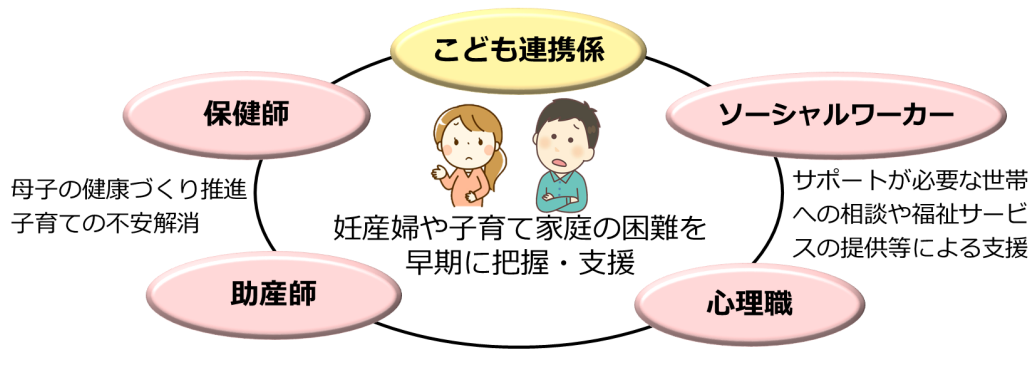 こども連携係
保健師
ソーシャルワーカー
母子の健康づくり推進
子育ての不安解消
サポートが必要な世帯
への相談や福祉サービ
スの提供等による支援
妊産婦や子育て家庭の困難を
早期に把握・支援
助産師
心理職